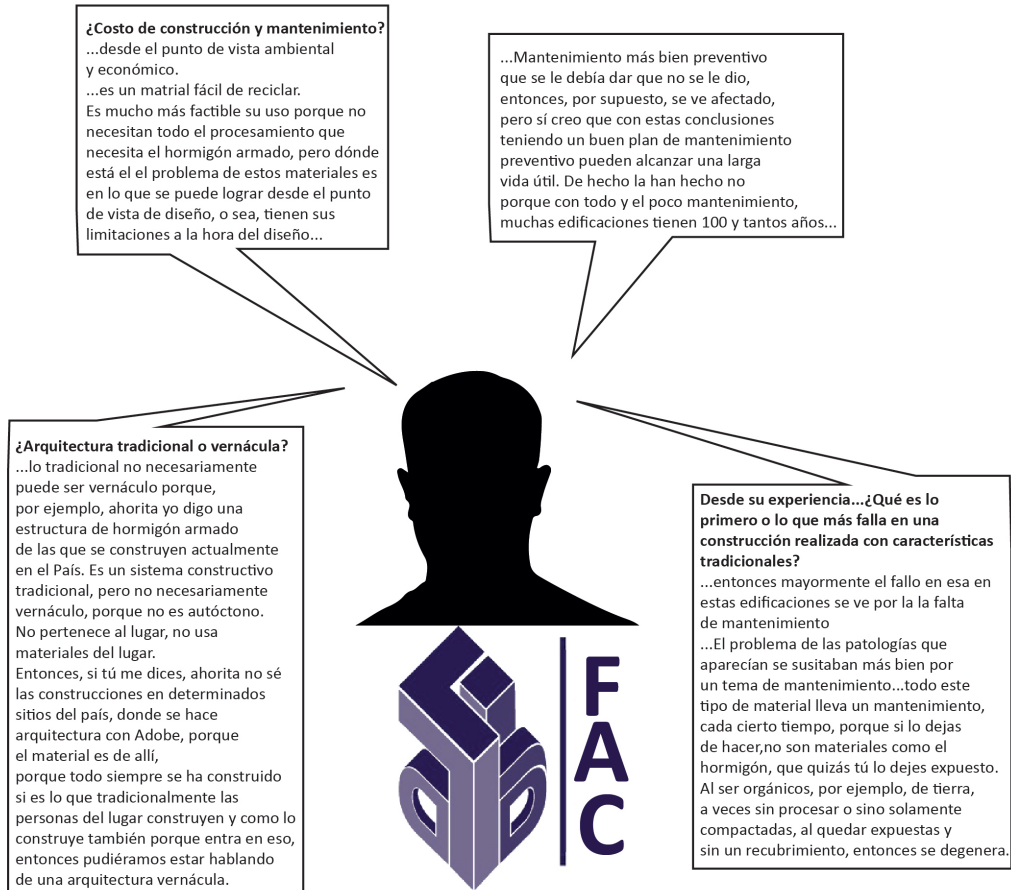 ¿Costo de construcción y mantenimiento?
...desde el punto de vista ambiental
y económico.
...es un matrial fácil de reciclar.
Es mucho más factible su uso porque no
necesitan todo el procesamiento que
necesita el hormigón armado, pero dónde
está el el problema de estos materiales es
en lo que se puede lograr desde el punto
de vista de diseño, o sea, tienen sus
limitaciones a la hora del diseño...
...Mantenimiento más bien preventivo
que se le debía dar que no se le dio,
entonces, por supuesto, se ve afectado,
pero sí creo que con estas conclusiones
teniendo un buen plan de mantenimiento
preventivo pueden alcanzar una larga
vida útil. De hecho la han hecho no
porque con todo y el poco mantenimiento,
muchas edificaciones tienen 100 y tantos años...
¿Arquitectura tradicional o vernácula?
...lo tradicional no necesariamente
puede ser vernáculo porque,
por ejemplo, ahorita yo digo una
estructura de hormigón armado
de las que se construyen actualmente
en el País. Es un sistema constructivo
tradicional, pero no necesariamente
vernáculo, porque no es autóctono.
No pertenece al lugar, no usa
materiales del lugar.
Entonces, si tú me dices, ahorita no sé
las construcciones en determinados
sitios del país, donde se hace
arquitectura con Adobe, porque
el material es de allí,
porque todo siempre se ha construido
si es lo que tradicionalmente las
personas del lugar construyen y como lo
construye también porque entra en eso,
entonces pudiéramos estar hablando
de una arquitectura vernácula.
Desde su experiencia...¿Qué es lo
primero o lo que más falla en una
construcción realizada con características
tradicionales?
...entonces mayormente el fallo en esa en
estas edificaciones se ve por la la falta
de mantenimiento
...El problema de las patologías que
aparecían se susitaban más bien por
un tema de mantenimiento...todo este
tipo de material lleva un mantenimiento,
cada cierto tiempo, porque si lo dejas
de hacer,no son materiales como el
hormigón, que quizás tú lo dejes expuesto.
Al ser orgánicos, por ejemplo, de tierra,
a veces sin procesar o sino solamente
compactadas, al quedar expuestas y
sin un recubrimiento, entonces se degenera.
F
A
C